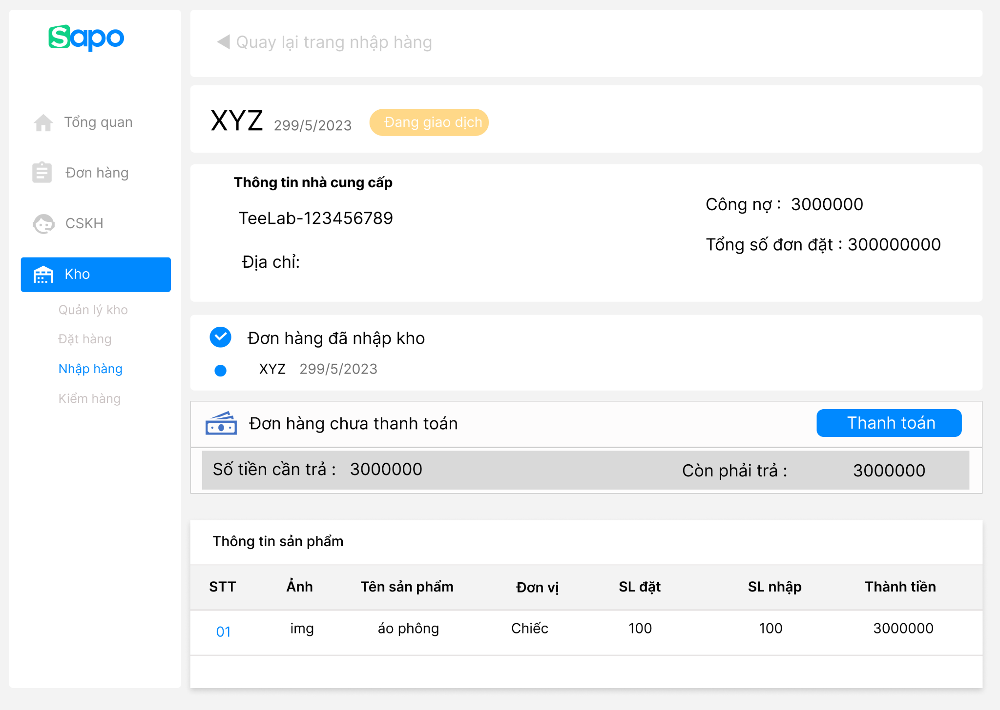 Sapo
Tổng quan
Đơn hàng
CSKH
Kho
Quản lý kho
Đặt hàng
Nhập hàng
Kiểm hàng
Quay lại trang nhập hàng
XYZ 299/5/2023 Đang giao dịch
Thông tin nhà cung cấp
TeeLab-123456789
Địa chỉ:
Công nợ : 3000000
Tổng số đơn đặt : 300000000
Đơn hàng đã nhập kho
XYZ 299/5/2023
Đơn hàng chưa thanh toán Thanh toán
Số tiền cần trả : 3000000 Còn phải trả : 3000000
Thông tin sản phẩm
STT Ảnh Tên sản phẩm Đơn vị SL đặt SL nhập Thành tiền
01 img áo phông Chiếc 100 100 3000000